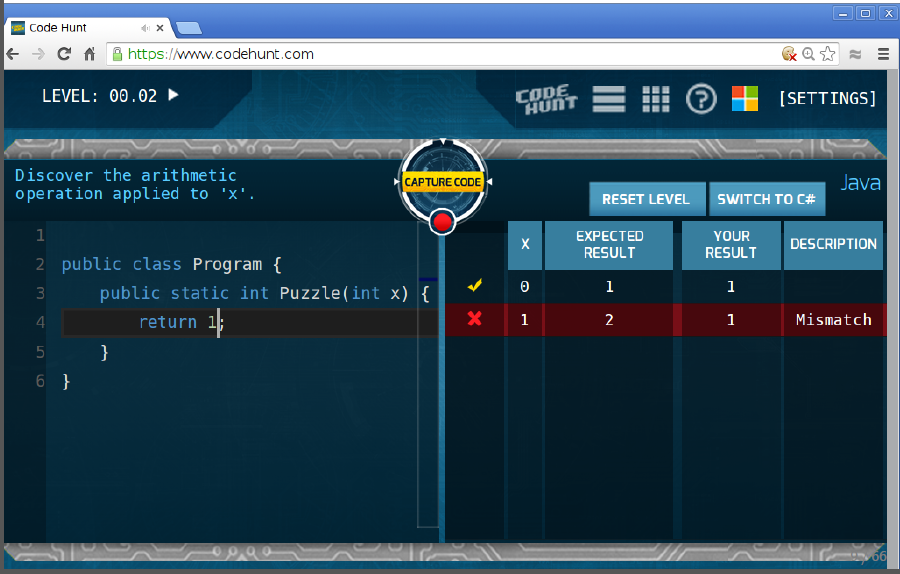 Code Hunt
https://www.codehunt.com
LEVEL: 00.02
CODE HUNT
?
[SETTINGS]
Discover the arithmetic
operation applied to 'x'.
CAPTURE CODE
RESET LEVEL
SWITCH TO C#
Java
1
2 public class Program {
3 public static int Puzzle(int x) {
4 return 1;
5 }
6 }
X EXPECTED RESULT YOUR RESULT DESCRIPTION
0 1 1
1 2 1 Mismatch